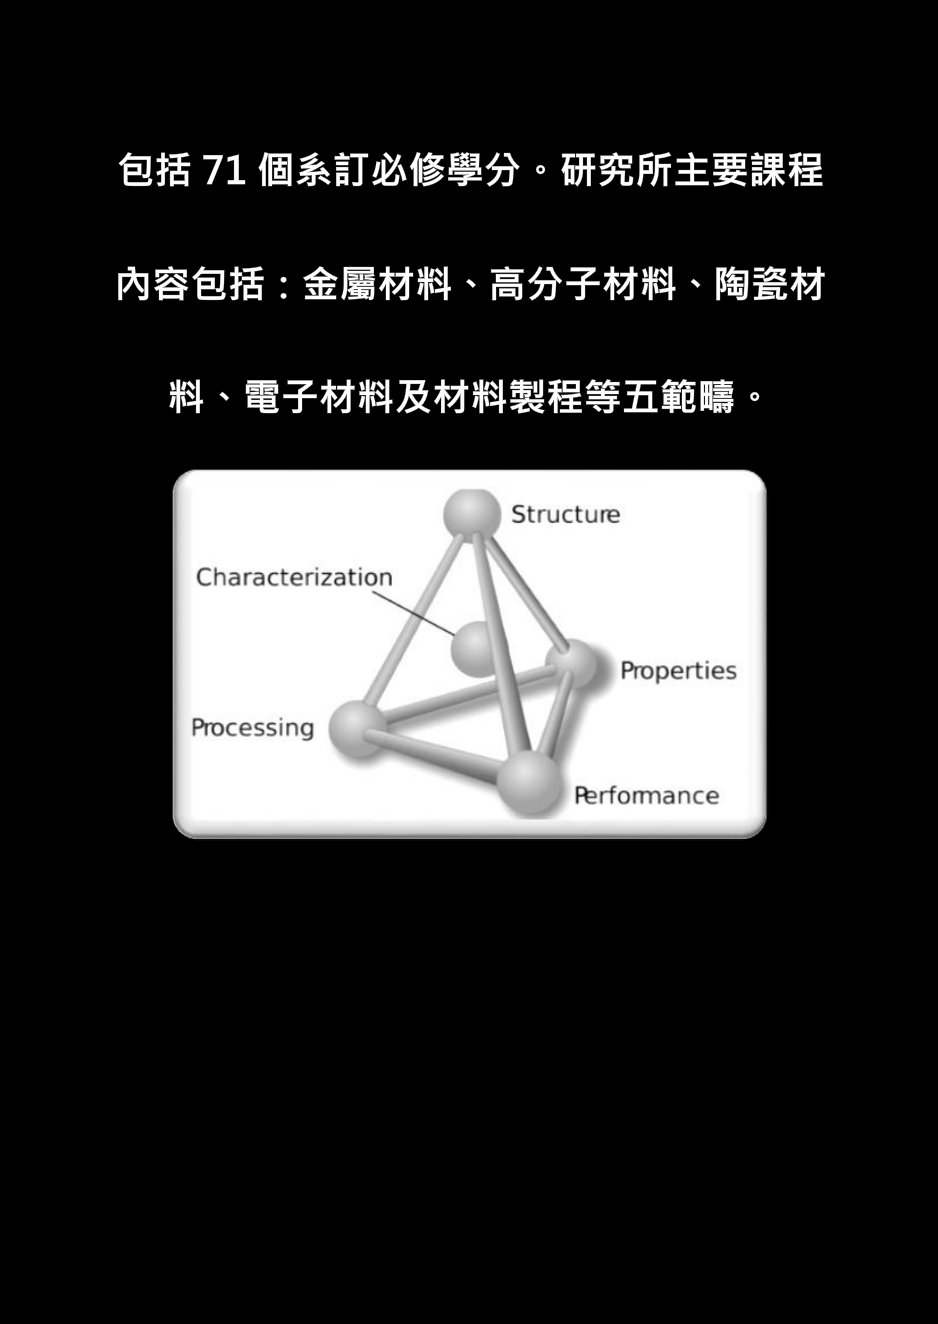 包括 71 個系訂必修學分。研究所主要課程
內容包括：金屬材料、高分子材料、陶瓷材
料、電子材料及材料製程等五範疇。
Structure
Characterization
Properties
Processing
Performance